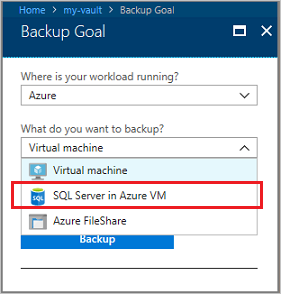 Home > my-vault > Backup Goal
Backup Goal
Where is your workload running?
Azure
What do you want to backup?
Virtual machine
Virtual machine
SQL SQL Server in Azure VM
Azure FileShare
Backup